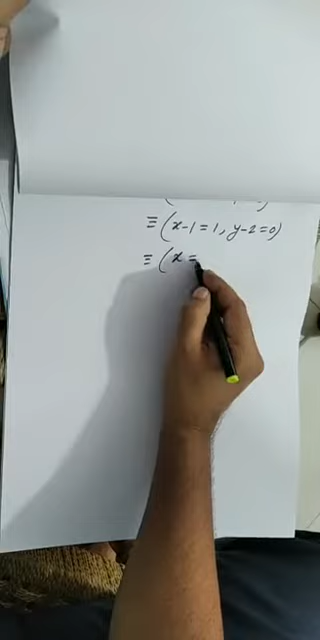 ≡ (x-1=1, y-2=0)
≡ (x =